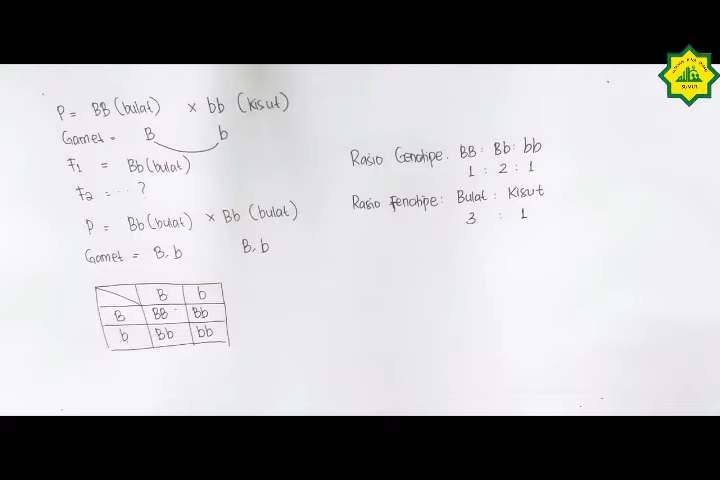 P = BB (bulat) x bb (kisut)
Gamet = B b
F1 = Bb (bulat)
F2 = ... ?
P = Bb (bulat) x Bb (bulat)
Gamet = B, b B, b
B b
B BB Bb
b Bb bb
Rasio Genotipe: BB : Bb : bb
1 : 2 : 1
Rasio Fenotipe: Bulat : Kisut
3 : 1
SUMUT